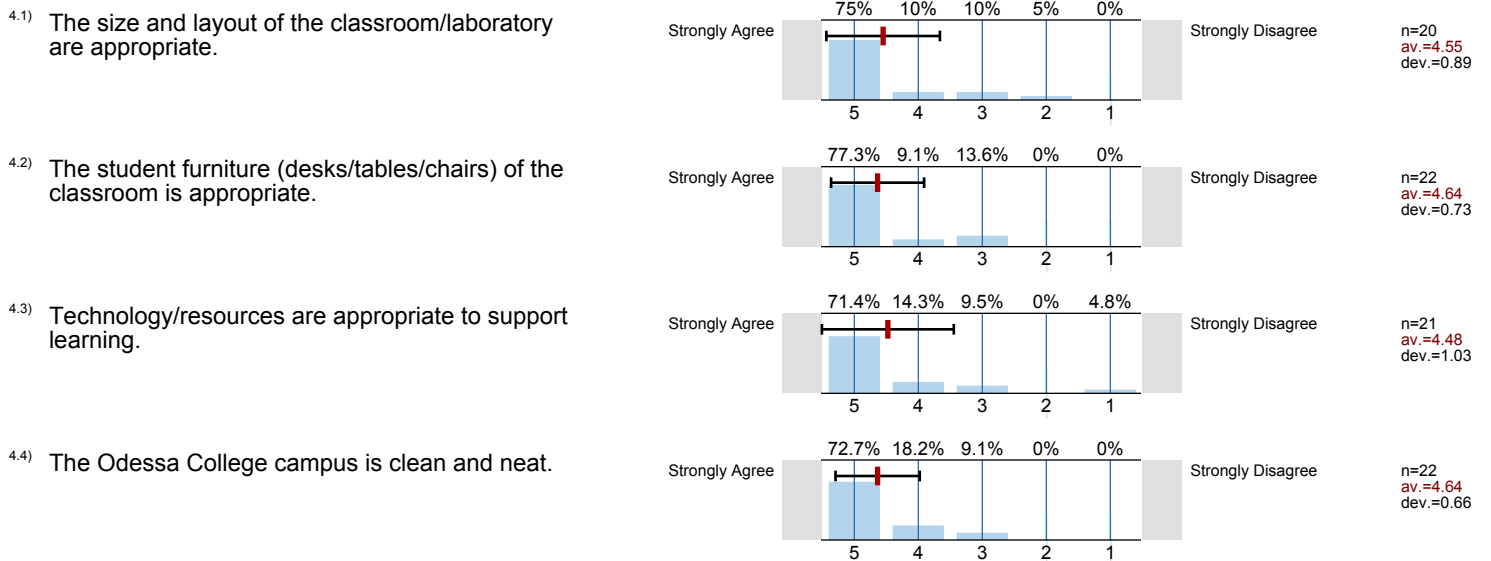 4.1) The size and layout of the classroom/laboratory
are appropriate.
75% 10% 10% 5% 0%
Strongly Agree Strongly Disagree
n=20
av.=4.55
dev.=0.89
5 4 3 2 1
4.2) The student furniture (desks/tables/chairs) of the
classroom is appropriate.
77.3% 9.1% 13.6% 0% 0%
Strongly Agree Strongly Disagree
n=22
av.=4.64
dev.=0.73
5 4 3 2 1
4.3) Technology/resources are appropriate to support
learning.
71.4% 14.3% 9.5% 0% 4.8%
Strongly Agree Strongly Disagree
n=21
av.=4.48
dev.=1.03
5 4 3 2 1
4.4) The Odessa College campus is clean and neat.
72.7% 18.2% 9.1% 0% 0%
Strongly Agree Strongly Disagree
n=22
av.=4.64
dev.=0.66
5 4 3 2 1